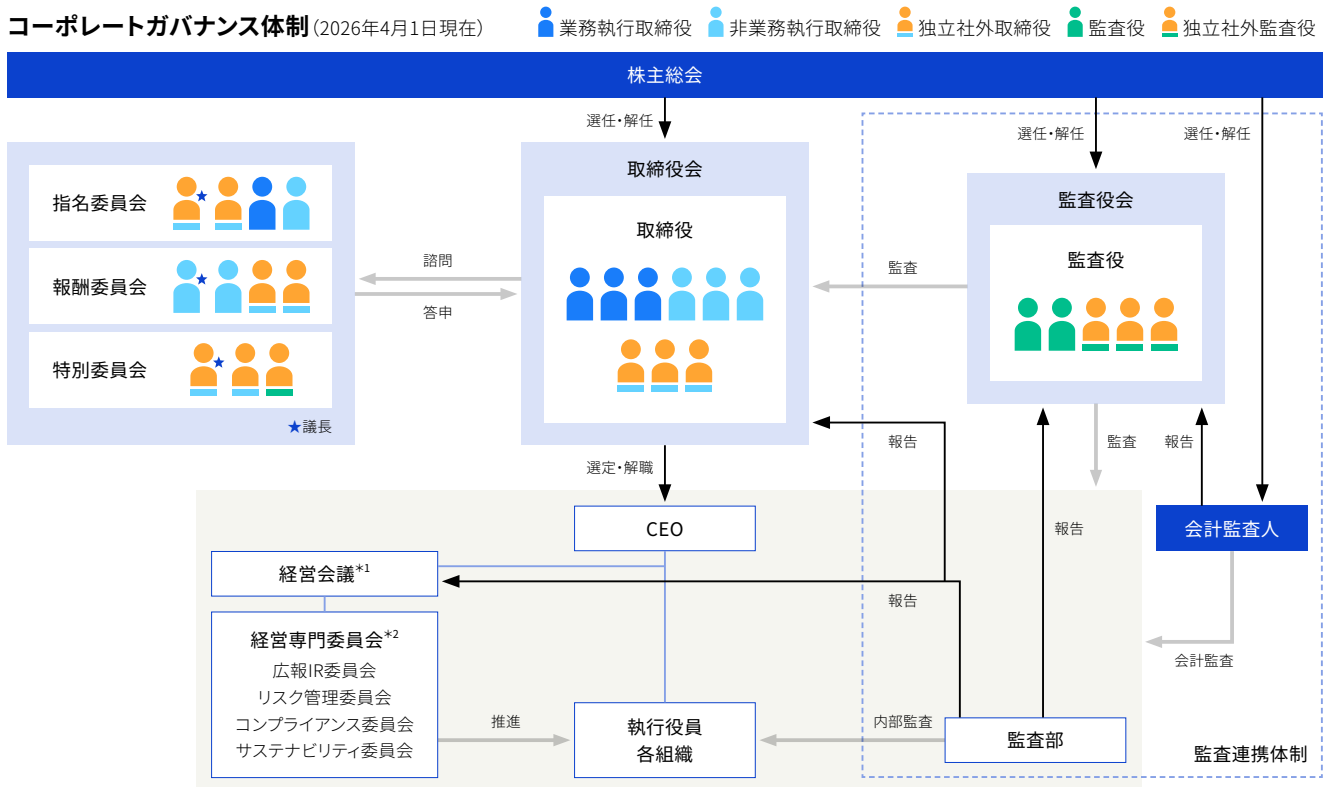 コーポレートガバナンス体制（2026年4月1日現在）
業務執行取締役
非業務執行取締役
独立社外取締役
監査役
独立社外監査役
株主総会
選任・解任
選任・解任
選任・解任
指名委員会
報酬委員会
特別委員会
★議長
諮問
答申
取締役会
取締役
監査
監査役会
監査役
選定・解職
報告
監査
報告
CEO
報告
会計監査人
経営会議＊1
報告
経営専門委員会＊2
広報IR委員会
リスク管理委員会
コンプライアンス委員会
サステナビリティ委員会
会計監査
推進
執行役員
各組織
内部監査
監査部
監査連携体制